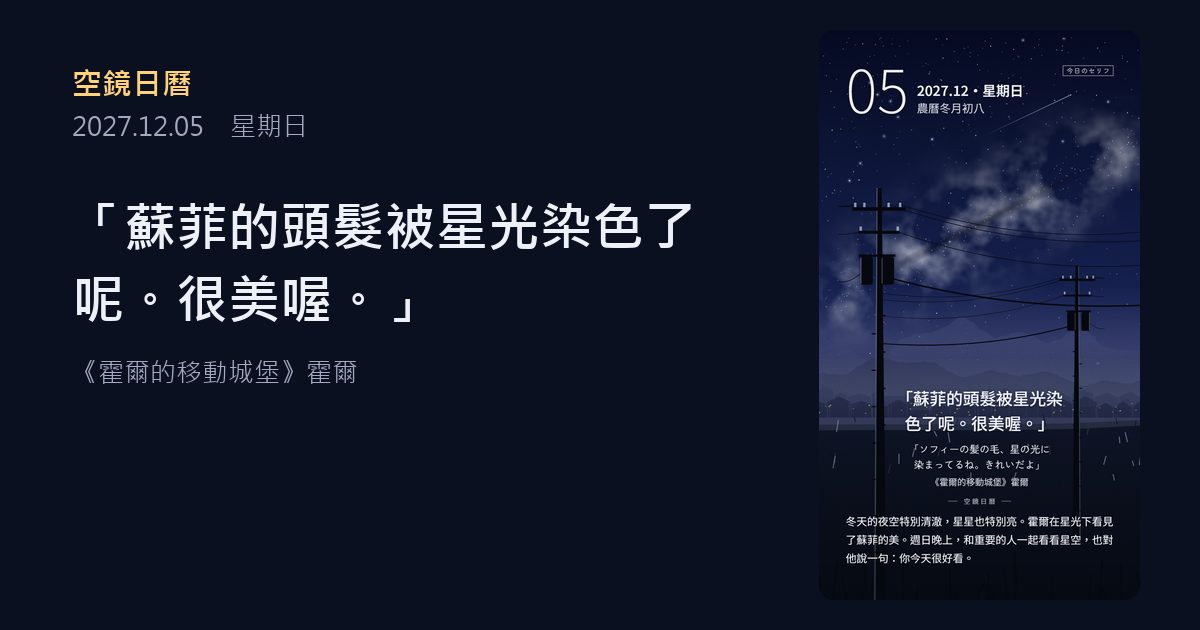 空鏡日曆
2027.12.05　星期日
「蘇菲的頭髮被星光染色了
呢。很美喔。」
《霍爾的移動城堡》霍爾
今日のセリフ
05
2027.12・星期日
農曆冬月初八
「蘇菲的頭髮被星光染
色了呢。很美喔。」
「ソフィーの髪の毛、星の光に
染まってるね。きれいだよ」
《霍爾的移動城堡》霍爾
— 空鏡日曆 —
冬天的夜空特別清澈，星星也特別亮。霍爾在星光下看見
了蘇菲的美。週日晚上，和重要的人一起看看星空，也對
他說一句：你今天很好看。